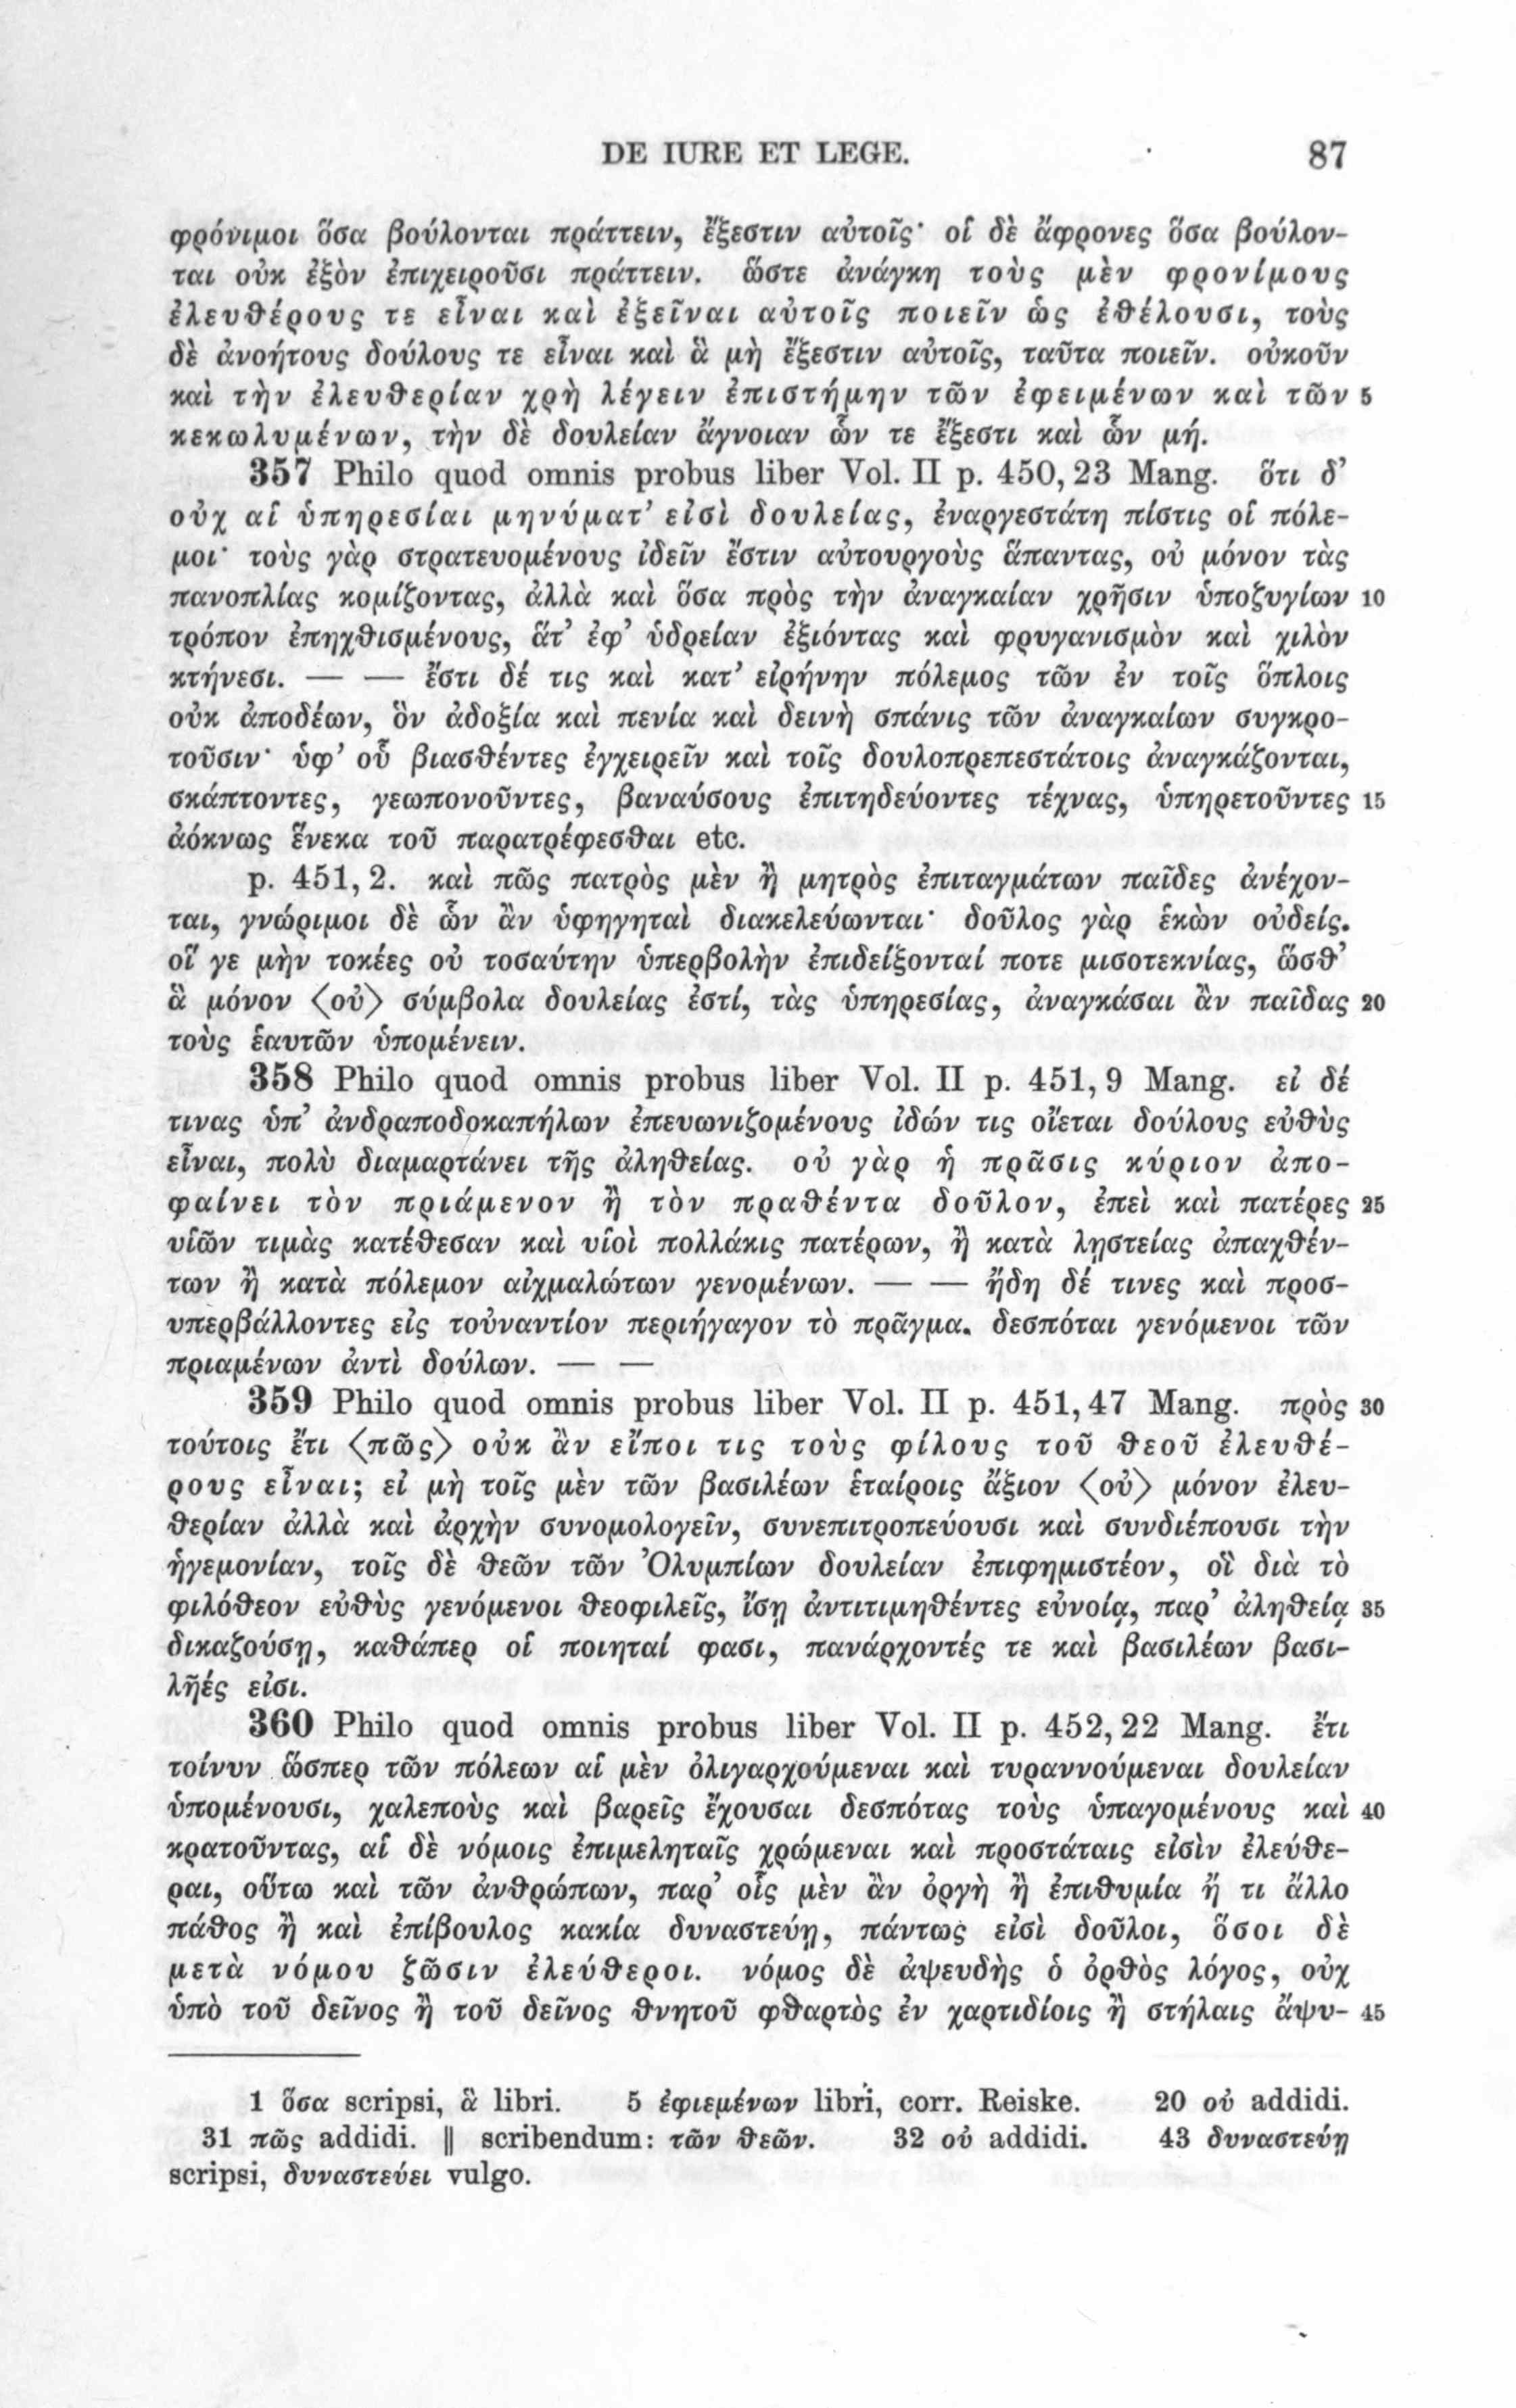 DE IURE ET LEGE. 87
φρόνιμοι ὅσα βούλονται πράττειν, ἔξεστιν αὐτοῖς· οἱ δὲ ἄφρονες ὅσα βούλον-
ται οὐκ ἐξὸν ἐπιχειροῦσι πράττειν. ὥστε ἀνάγκη τοὺς μὲν φρονίμους
ἐλευθέρους τε εἶναι καὶ ἐξεῖναι αὐτοῖς ποιεῖν ὡς ἐθέλουσι, τοὺς
δὲ ἀνοήτους δούλους τε εἶναι καὶ ἃ μὴ ἔξεστιν αὐτοῖς, ταῦτα ποιεῖν. οὐκοῦν
καὶ τὴν ἐλευθερίαν χρὴ λέγειν ἐπιστήμην τῶν ἐφειμένων καὶ τῶν 5
κεκωλυμένων, τὴν δὲ δουλείαν ἄγνοιαν ὧν τε ἔξεστι καὶ ὧν μή.
357 Philo quod omnis probus liber Vol. II p. 450, 23 Mang. ὅτι δ’
οὐχ αἱ ὑπηρεσίαι μηνύματ’ εἰσὶ δουλείας, ἐναργεστάτη πίστις οἱ πόλε-
μοι· τοὺς γὰρ στρατευομένους ἰδεῖν ἔστιν αὐτουργοὺς ἅπαντας, οὐ μόνον τὰς
πανοπλίας κομίζοντας, ἀλλὰ καὶ ὅσα πρὸς τὴν ἀναγκαίαν χρῆσιν ὑποζυγίων 10
τρόπον ἐπηχθισμένους, ἅτ’ ἐφ’ ὑδρείαν ἐξιόντας καὶ φρυγανισμὸν καὶ χιλὸν
κτήνεσι. — — ἔστι δέ τις καὶ κατ’ εἰρήνην πόλεμος τῶν ἐν τοῖς ὅπλοις
οὐκ ἀποδέων, ὃν ἀδοξία καὶ πενία καὶ δεινὴ σπάνις τῶν ἀναγκαίων συγκρο-
τοῦσιν· ὑφ’ οὗ βιασθέντες ἐγχειρεῖν καὶ τοῖς δουλοπρεπεστάτοις ἀναγκάζονται,
σκάπτοντες, γεωπονοῦντες, βαναύσους ἐπιτηδεύοντες τέχνας, ὑπηρετοῦντες 15
ἀόκνως ἕνεκα τοῦ παρατρέφεσθαι etc.
p. 451, 2. καὶ πῶς πατρὸς μὲν ἢ μητρὸς ἐπιταγμάτων παῖδες ἀνέχον-
ται, γνώριμοι δὲ ὧν ἂν ὑφηγηταὶ διακελεύωνται· δοῦλος γὰρ ἑκὼν οὐδείς.
οἵ γε μὴν τοκέες οὐ τοσαύτην ὑπερβολὴν ἐπιδείξονταί ποτε μισοτεκνίας, ὥσθ’
ἃ μόνον ⟨οὐ⟩ σύμβολα δουλείας ἐστί, τὰς ὑπηρεσίας, ἀναγκάσαι ἂν παῖδας 20
τοὺς ἑαυτῶν ὑπομένειν.
358 Philo quod omnis probus liber Vol. II p. 451, 9 Mang. εἰ δέ
τινας ὑπ’ ἀνδραποδοκαπήλων ἐπευωνιζομένους ἰδών τις οἴεται δούλους εὐθὺς
εἶναι, πολὺ διαμαρτάνει τῆς ἀληθείας. οὐ γὰρ ἡ πρᾶσις κύριον ἀπο-
φαίνει τὸν πριάμενον ἢ τὸν πραθέντα δοῦλον, ἐπεὶ καὶ πατέρες 25
υἱῶν τιμὰς κατέθεσαν καὶ υἱοὶ πολλάκις πατέρων, ἢ κατὰ λῃστείας ἀπαχθέν-
των ἢ κατὰ πόλεμον αἰχμαλώτων γενομένων. — — ἤδη δέ τινες καὶ προσ-
υπερβάλλοντες εἰς τοὐναντίον περιήγαγον τὸ πρᾶγμα. δεσπόται γενόμενοι τῶν
πριαμένων ἀντὶ δούλων. — —
359 Philo quod omnis probus liber Vol. II p. 451, 47 Mang. πρὸς 30
τούτοις ἔτι ⟨πῶς⟩ οὐκ ἂν εἴποι τις τοὺς φίλους τοῦ θεοῦ ἐλευθέ-
ρους εἶναι; εἰ μὴ τοῖς μὲν τῶν βασιλέων ἑταίροις ἄξιον ⟨οὐ⟩ μόνον ἐλευ-
θερίαν ἀλλὰ καὶ ἀρχὴν συνομολογεῖν, συνεπιτροπεύουσι καὶ συνδιέπουσι τὴν
ἡγεμονίαν, τοῖς δὲ θεῶν τῶν Ὀλυμπίων δουλείαν ἐπιφημιστέον, οἳ διὰ τὸ
φιλόθεον εὐθὺς γενόμενοι θεοφιλεῖς, ἴσῃ ἀντιτιμηθέντες εὐνοίᾳ, παρ’ ἀληθείᾳ 35
δικαζούσῃ, καθάπερ οἱ ποιηταί φασι, πανάρχοντές τε καὶ βασιλέων βασι-
λῆές εἰσι.
360 Philo quod omnis probus liber Vol. II p. 452, 22 Mang. ἔτι
τοίνυν ὥσπερ τῶν πόλεων αἱ μὲν ὀλιγαρχούμεναι καὶ τυραννούμεναι δουλείαν
ὑπομένουσι, χαλεποὺς καὶ βαρεῖς ἔχουσαι δεσπότας τοὺς ὑπαγομένους καὶ 40
κρατοῦντας, αἱ δὲ νόμοις ἐπιμεληταῖς χρώμεναι καὶ προστάταις εἰσὶν ἐλεύθε-
ραι, οὕτω καὶ τῶν ἀνθρώπων, παρ’ οἷς μὲν ἂν ὀργὴ ἢ ἐπιθυμία ἤ τι ἄλλο
πάθος ἢ καὶ ἐπίβουλος κακία δυναστεύῃ, πάντως εἰσὶ δοῦλοι, ὅσοι δὲ
μετὰ νόμου ζῶσιν ἐλεύθεροι. νόμος δὲ ἀψευδὴς ὁ ὀρθὸς λόγος, οὐχ
ὑπὸ τοῦ δεῖνος ἢ τοῦ δεῖνος θνητοῦ φθαρτὸς ἐν χαρτιδίοις ἢ στήλαις ἄψυ- 45
1 ὅσα scripsi, ἃ libri. 5 ἐφιεμένων libri, corr. Reiske. 20 οὐ addidi.
31 πῶς addidi. || scribendum: τῶν θεῶν. 32 οὐ addidi. 43 δυναστεύῃ
scripsi, δυναστεύει vulgo.